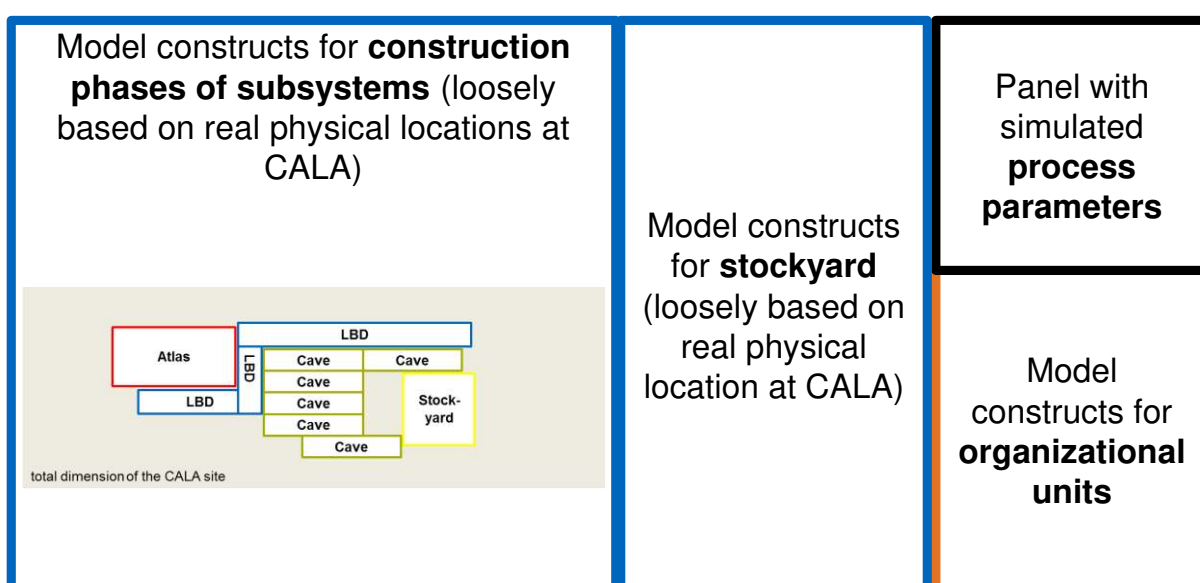 Model constructs for construction
phases of subsystems (loosely
based on real physical locations at
CALA)
Atlas
LBD
LBD
LBD
Cave
Cave
Cave
Cave
Cave
Cave
Stock-
yard
total dimension of the CALA site
Model constructs
for stockyard
(loosely based on
real physical
location at CALA)
Panel with
simulated
process
parameters
Model
constructs for
organizational
units